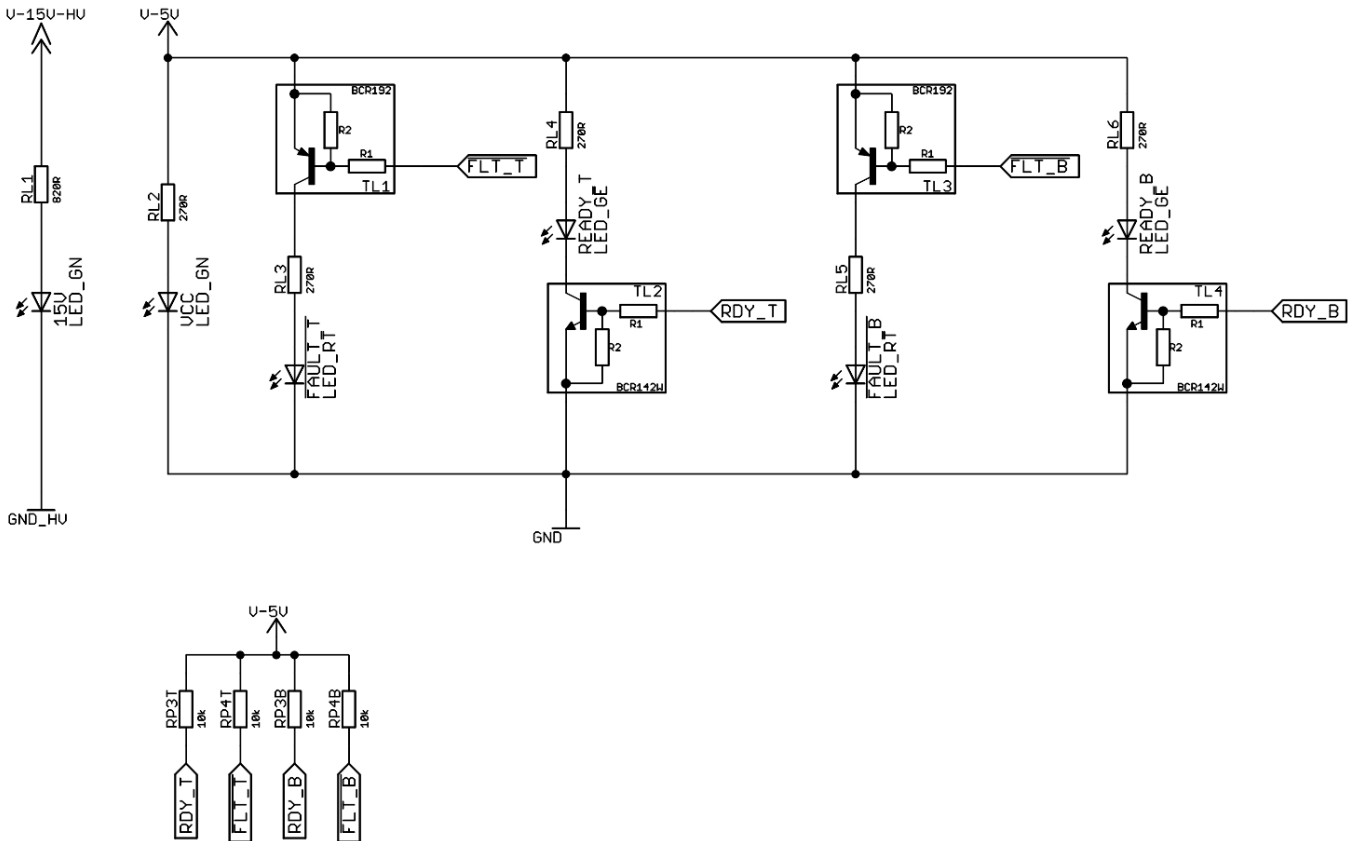 V-15V-HV
V-5V
RL1
820R
15V
LED_GN
GND_HV
RL2
270R
VCC
LED_GN
BCR192
R2
R1
TL1
FLT_T
RL3
270R
FAULT_T
LED_RT
RL4
270R
READY_T
LED_GE
TL2
R1
R2
BCR142W
RDY_T
GND
BCR192
R2
R1
TL3
FLT_B
RL5
270R
FAULT_B
LED_RT
RL6
270R
READY_B
LED_GE
TL4
R1
R2
BCR142W
RDY_B
V-5V
RP3T
10k
RP4T
10k
RP3B
10k
RP4B
10k
RDY_T
FLT_T
RDY_B
FLT_B